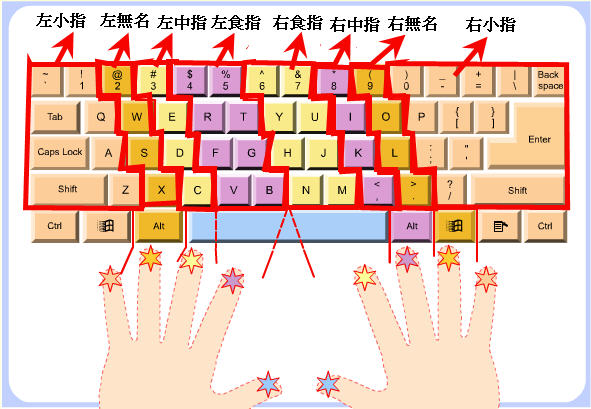 左小指 左無名 左中指 左食指 右食指 右中指 右無名 右小指
~ ! @ # $ % ^ & * ( ) _ + | Back
` 1 2 3 4 5 6 7 8 9 0 - = \ space
Tab Q W E R T Y U I O P { [ } ] Enter
Caps Lock A S D F G H J K L : ; " '
Shift Z X C V B N M < , > . ? / Shift
Ctrl Alt Alt Ctrl